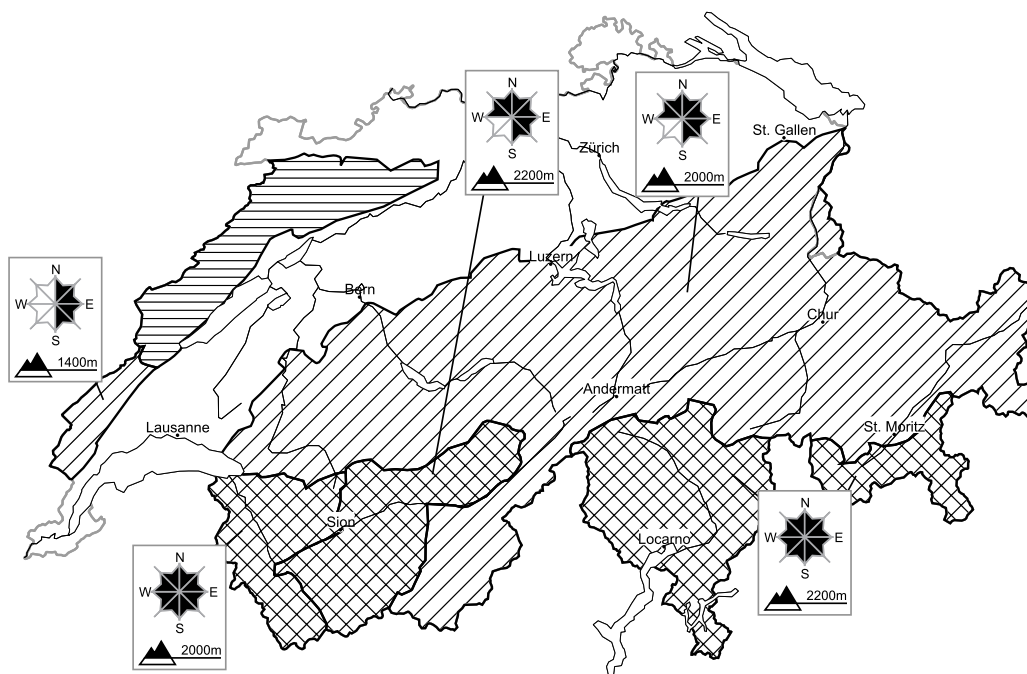 N
W E
S
2200m
N
W E
S
2000m
St. Gallen
Zürich
Luzern
N
W E
S
1400m
Bern
Chur
Andermatt
Lausanne
St. Moritz
Sion
Locarno
N
W E
S
2200m
N
W E
S
2000m